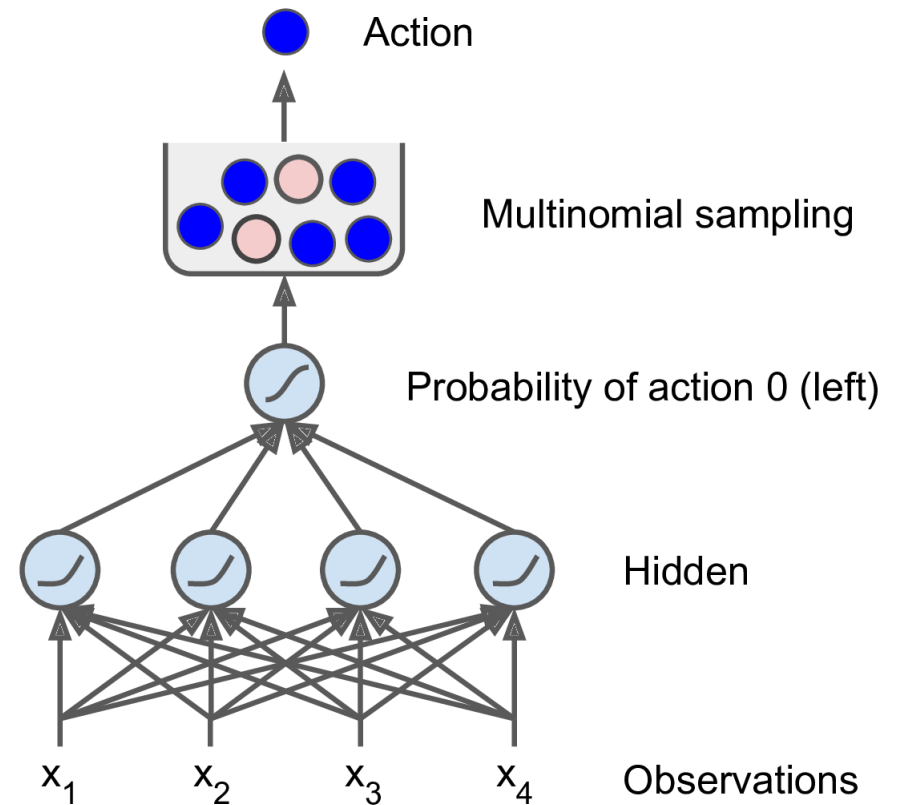 Action
Multinomial sampling
Probability of action 0 (left)
Hidden
x₁ x₂ x₃ x₄
Observations